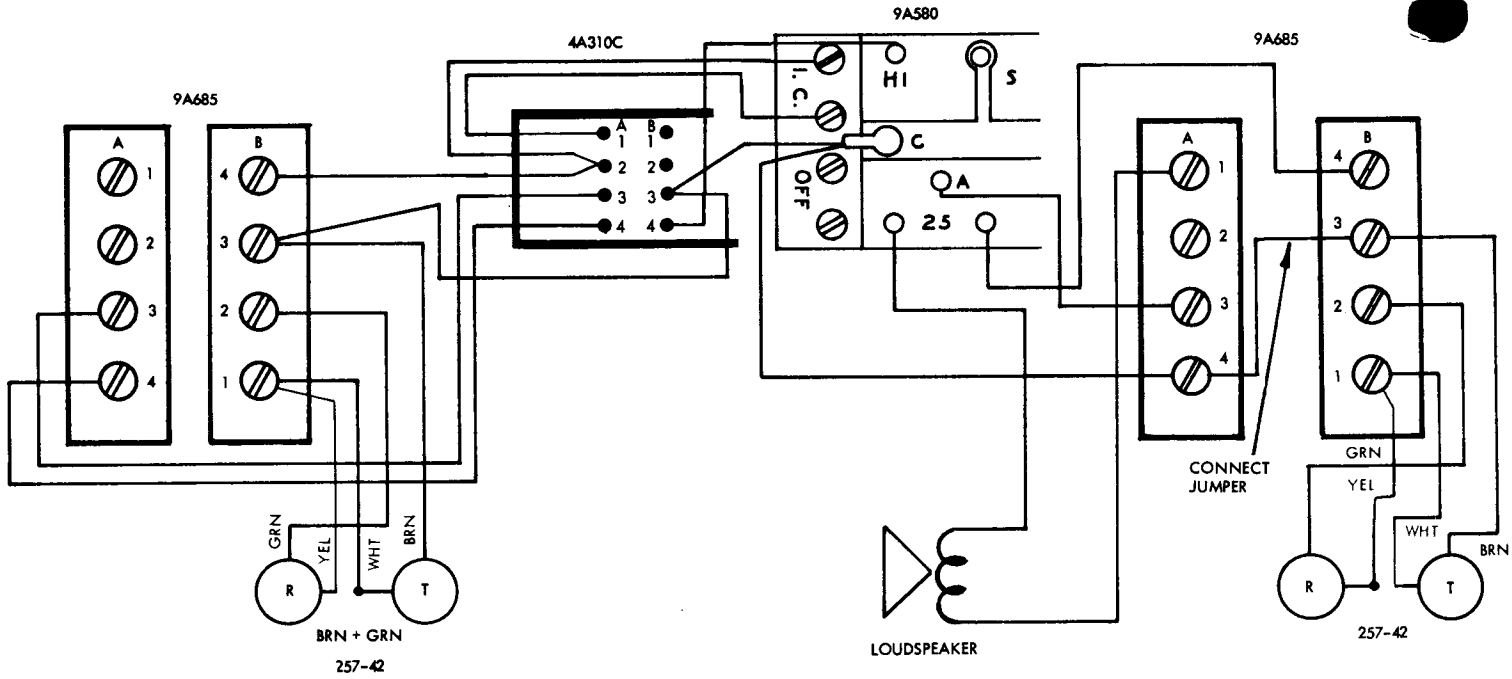 9A580
4A310C
9A685
9A685
I.C.
OFF
HI
S
C
A
25
A
B
1
1
2
2
3
3
4
4
A
1
2
3
4
B
4
3
2
1
A
1
2
3
4
B
4
3
2
1
CONNECT
JUMPER
GRN
YEL
WHT
BRN
R
T
BRN + GRN
257-42
LOUDSPEAKER
GRN
YEL
WHT
BRN
R
T
257-42